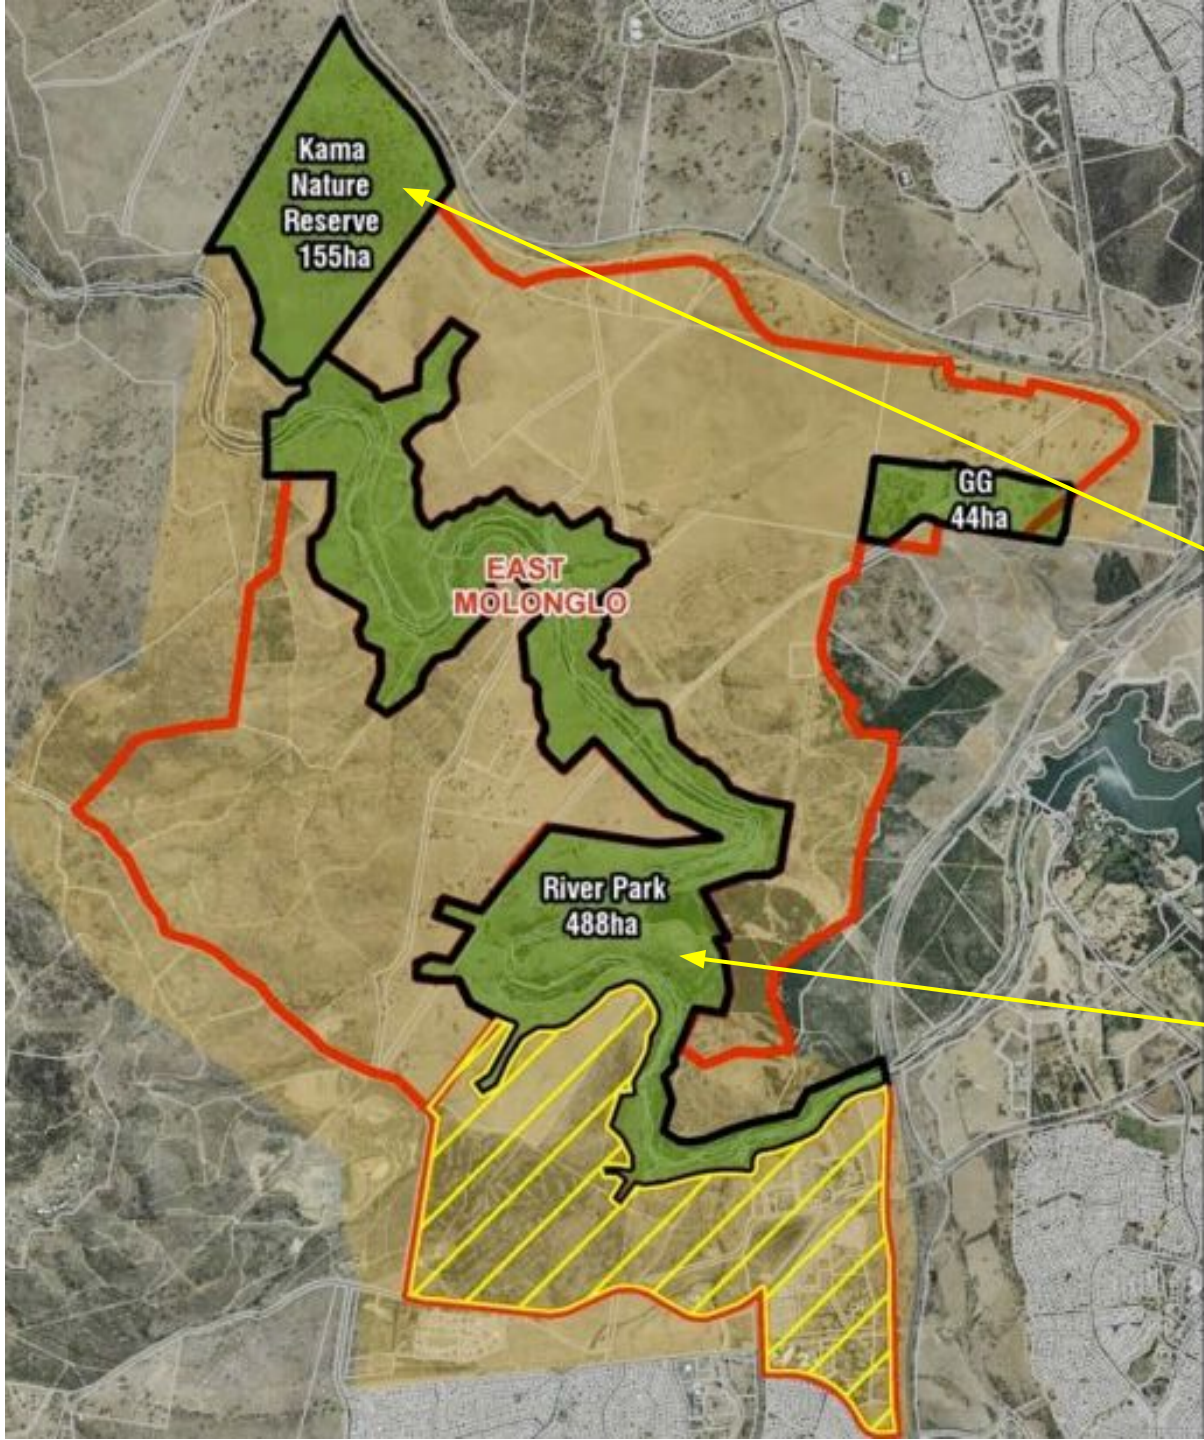 Kama
Nature
Reserve
155ha
GG
44ha
EAST
MOLONGLO
River Park
488ha